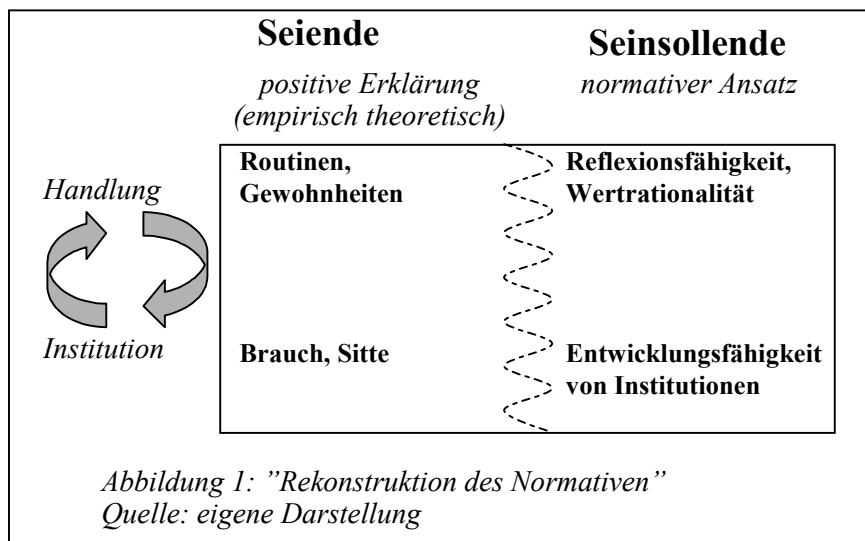 Seiende
Seinsollende
positive Erklärung
(empirisch theoretisch)
normativer Ansatz
Handlung
Institution
Routinen,
Gewohnheiten
Reflexionsfähigkeit,
Wertrationalität
Brauch, Sitte
Entwicklungsfähigkeit
von Institutionen
Abbildung 1: ”Rekonstruktion des Normativen”
Quelle: eigene Darstellung